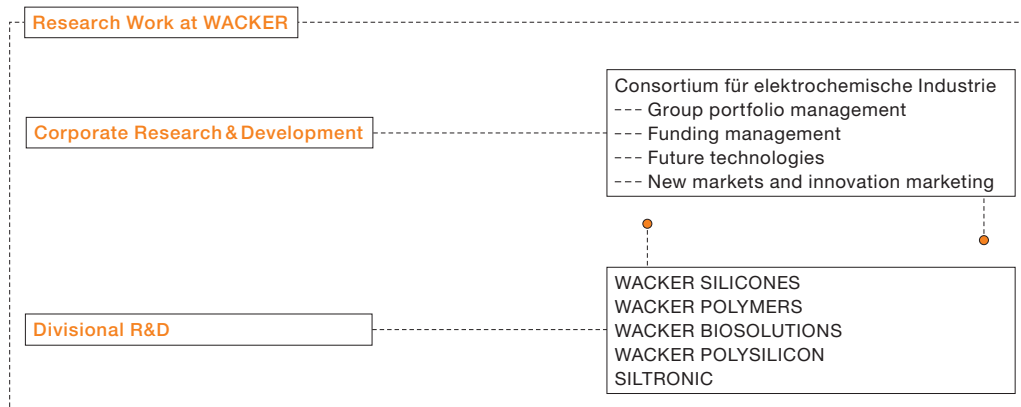 Research Work at WACKER
Consortium für elektrochemische Industrie
--- Group portfolio management
Corporate Research & Development
--- Funding management
--- Future technologies
--- New markets and innovation marketing
WACKER SILICONES
WACKER POLYMERS
Divisional R&D
WACKER BIOSOLUTIONS
WACKER POLYSILICON
SILTRONIC